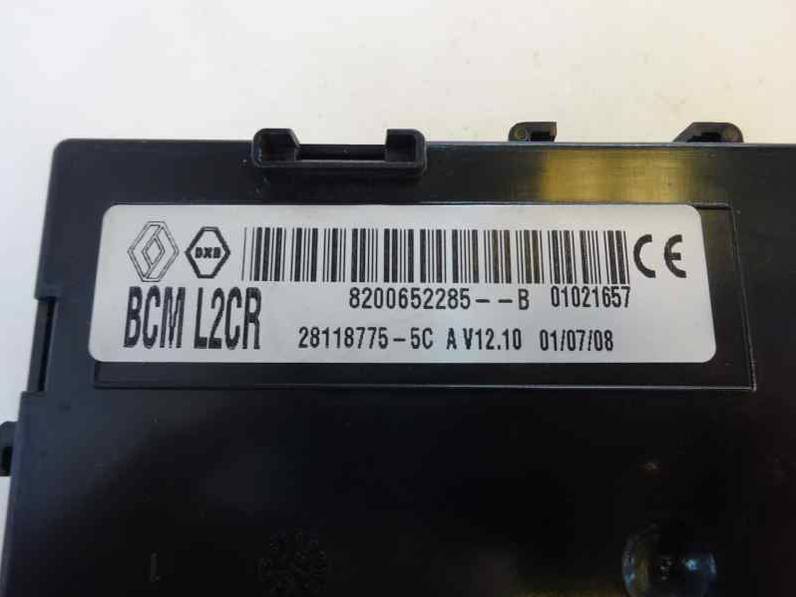 8200652285--B 01021657
BCM L2CR
28118775-5C A V12.10 01/07/08
CE